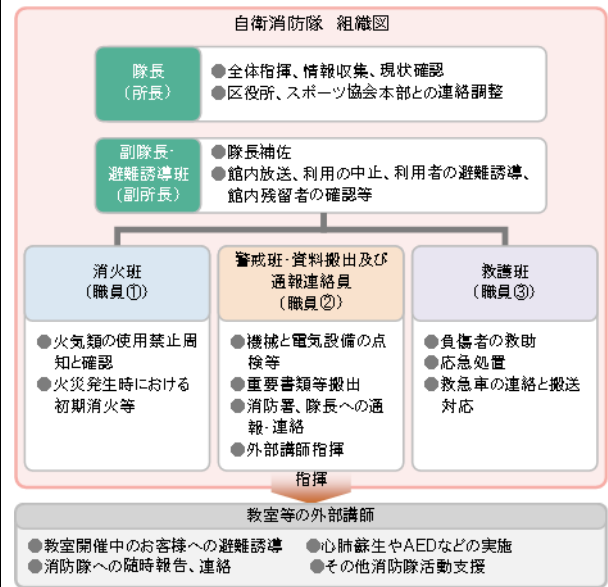 自衛消防隊 組織図
隊長
(所長)
●全体指揮、情報収集、現状確認
●区役所、スポーツ協会本部との連絡調整
副隊長・
避難誘導班
(副所長)
●隊長補佐
●館内放送、利用の中止、利用者の避難誘導、
館内残留者の確認等
消火班
(職員①)
●火気類の使用禁止周
知と確認
●火災発生時における
初期消火等
警戒班・資料搬出及び
通報連絡員
(職員②)
●機械と電気設備の点
検等
●重要書類等搬出
●消防署、隊長への通
報・連絡
●外部講師指揮
救護班
(職員③)
●負傷者の救助
●応急処置
●救急車の連絡と搬送
対応
指揮
教室等の外部講師
●教室開催中のお客様への避難誘導
●消防隊への随時報告、連絡
●心肺蘇生やAEDなどの実施
●その他消防隊活動支援